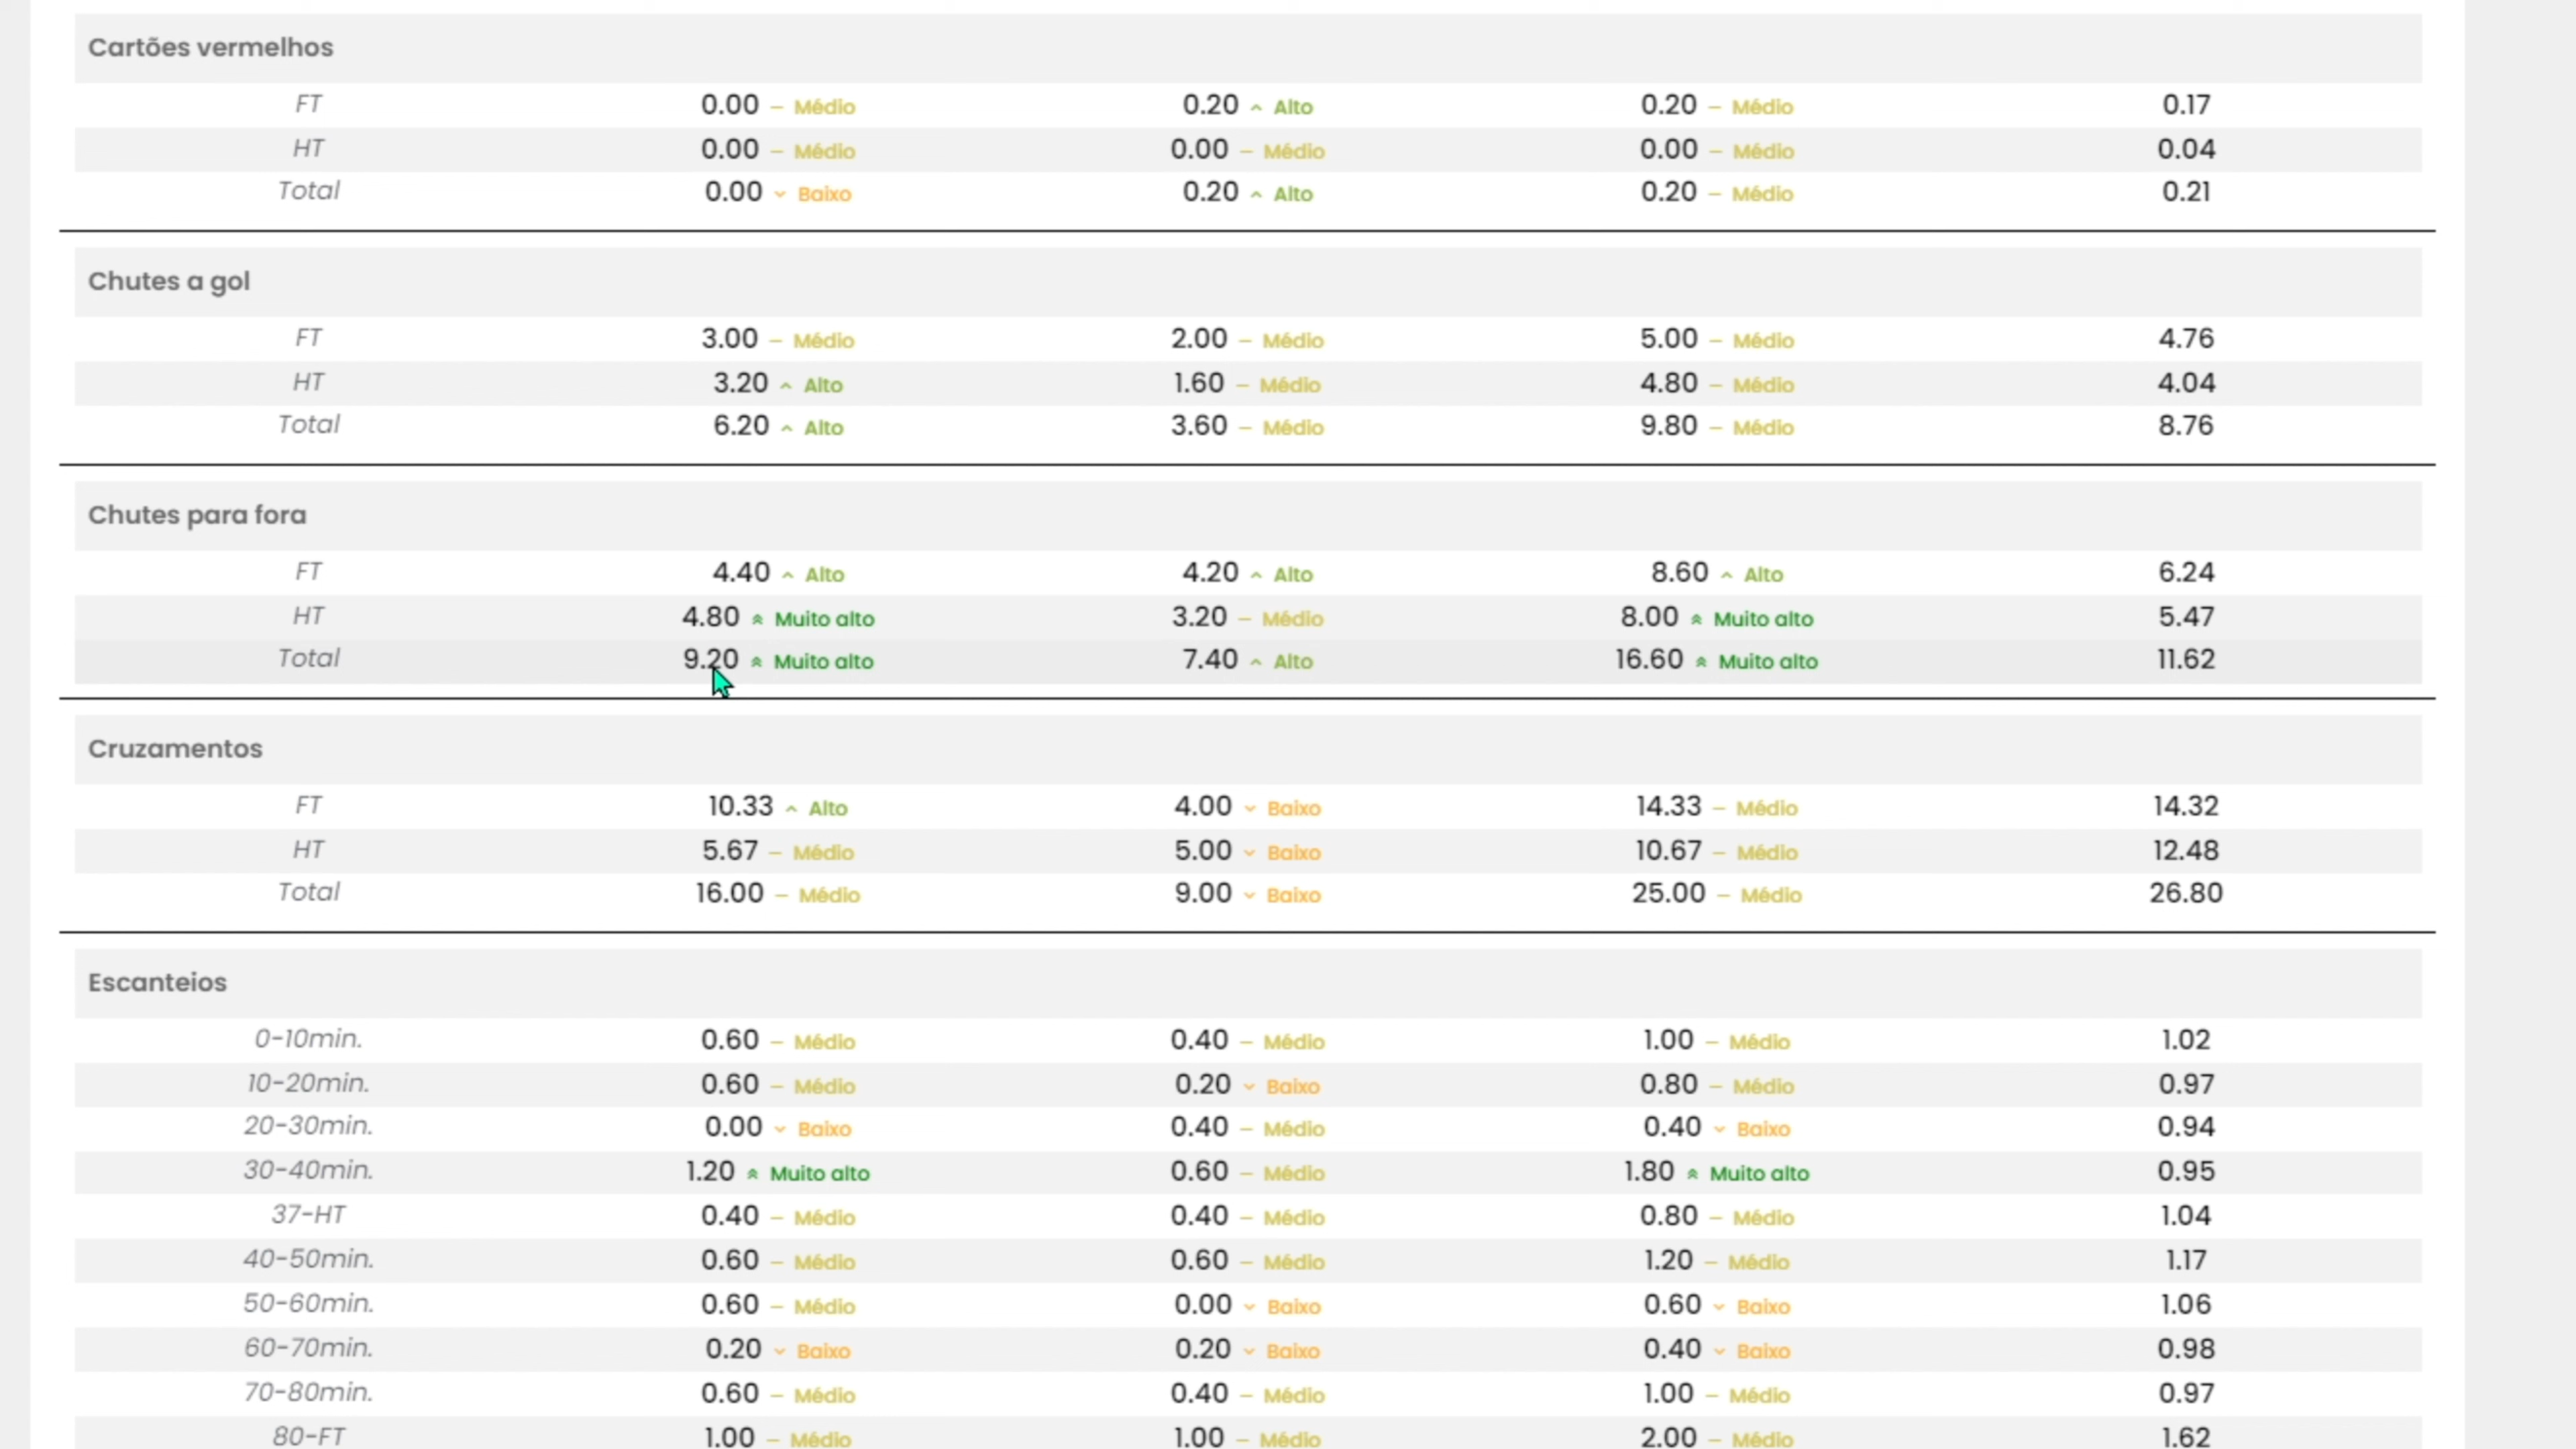 Cartões vermelhos
FT 0.00 – Médio 0.20 ^ Alto 0.20 – Médio 0.17
HT 0.00 – Médio 0.00 – Médio 0.00 – Médio 0.04
Total 0.00 Baixo 0.20 ^ Alto 0.20 – Médio 0.21
Chutes a gol
FT 3.00 – Médio 2.00 – Médio 5.00 – Médio 4.76
HT 3.20 ^ Alto 1.60 – Médio 4.80 – Médio 4.04
Total 6.20 ^ Alto 3.60 – Médio 9.80 – Médio 8.76
Chutes para fora
FT 4.40 ^ Alto 4.20 ^ Alto 8.60 ^ Alto 6.24
HT 4.80 Muito alto 3.20 – Médio 8.00 Muito alto 5.47
Total 9.20 Muito alto 7.40 ^ Alto 16.60 Muito alto 11.62
Cruzamentos
FT 10.33 ^ Alto 4.00 Baixo 14.33 – Médio 14.32
HT 5.67 – Médio 5.00 Baixo 10.67 – Médio 12.48
Total 16.00 – Médio 9.00 Baixo 25.00 – Médio 26.80
Escanteios
0-10min. 0.60 – Médio 0.40 – Médio 1.00 – Médio 1.02
10-20min. 0.60 – Médio 0.20 Baixo 0.80 – Médio 0.97
20-30min. 0.00 Baixo 0.40 – Médio 0.40 Baixo 0.94
30-40min. 1.20 Muito alto 0.60 – Médio 1.80 Muito alto 0.95
37-HT 0.40 – Médio 0.40 – Médio 0.80 – Médio 1.04
40-50min. 0.60 – Médio 0.60 – Médio 1.20 – Médio 1.17
50-60min. 0.60 – Médio 0.00 Baixo 0.60 Baixo 1.06
60-70min. 0.20 Baixo 0.20 Baixo 0.40 Baixo 0.98
70-80min. 0.60 – Médio 0.40 – Médio 1.00 – Médio 0.97
80-FT 1.00 – Médio 1.00 – Médio 2.00 – Médio 1.62